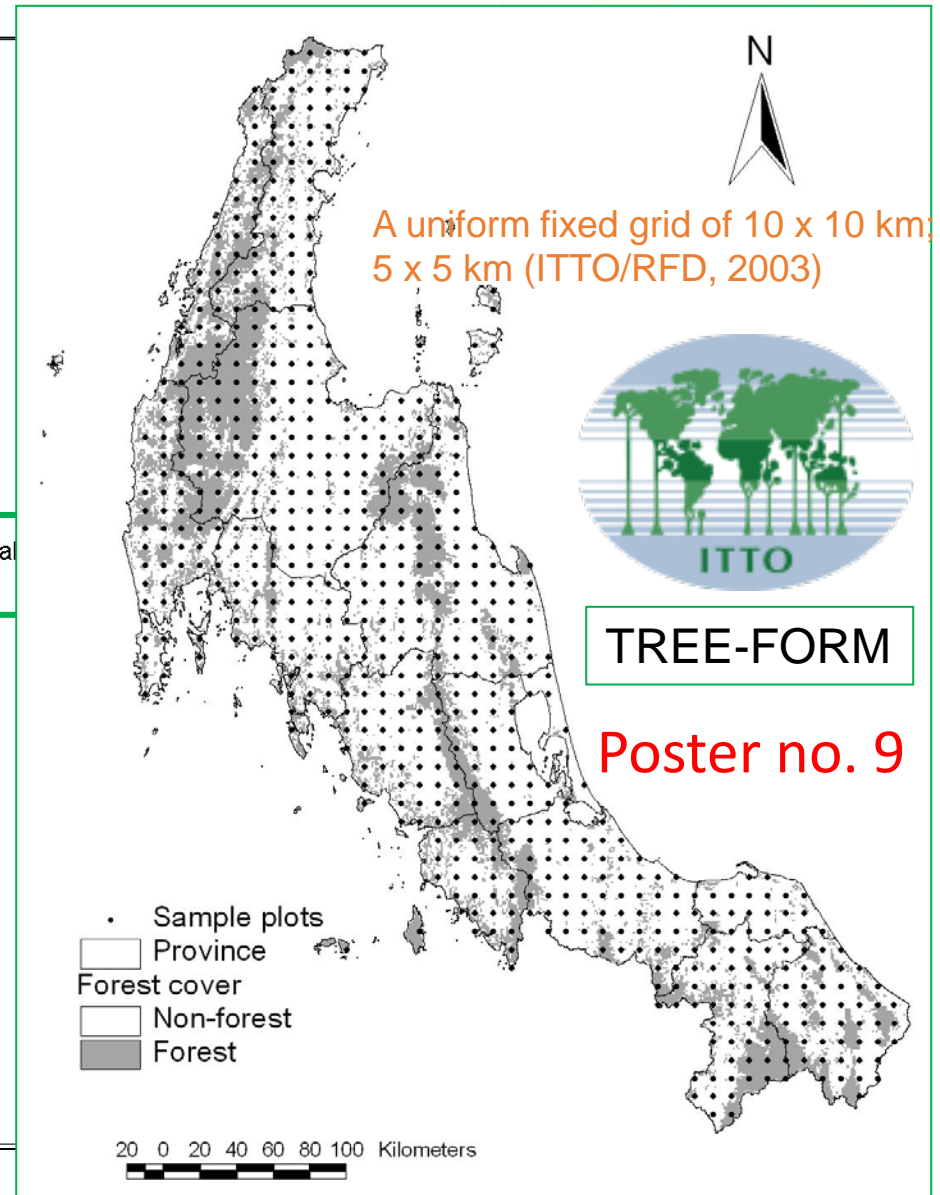 N
A uniform fixed grid of 10 x 10 km;
5 x 5 km (ITTO/RFD, 2003)
ITTO
TREE-FORM
Poster no. 9
al
Sample plots
Province
Forest cover
Non-forest
Forest
20 0 20 40 60 80 100 Kilometers